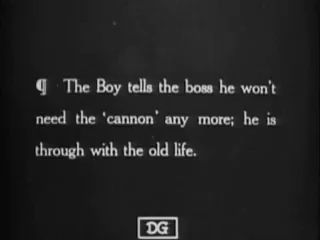 ¶ The Boy tells the boss he won't
need the 'cannon' any more; he is
through with the old life.
DG